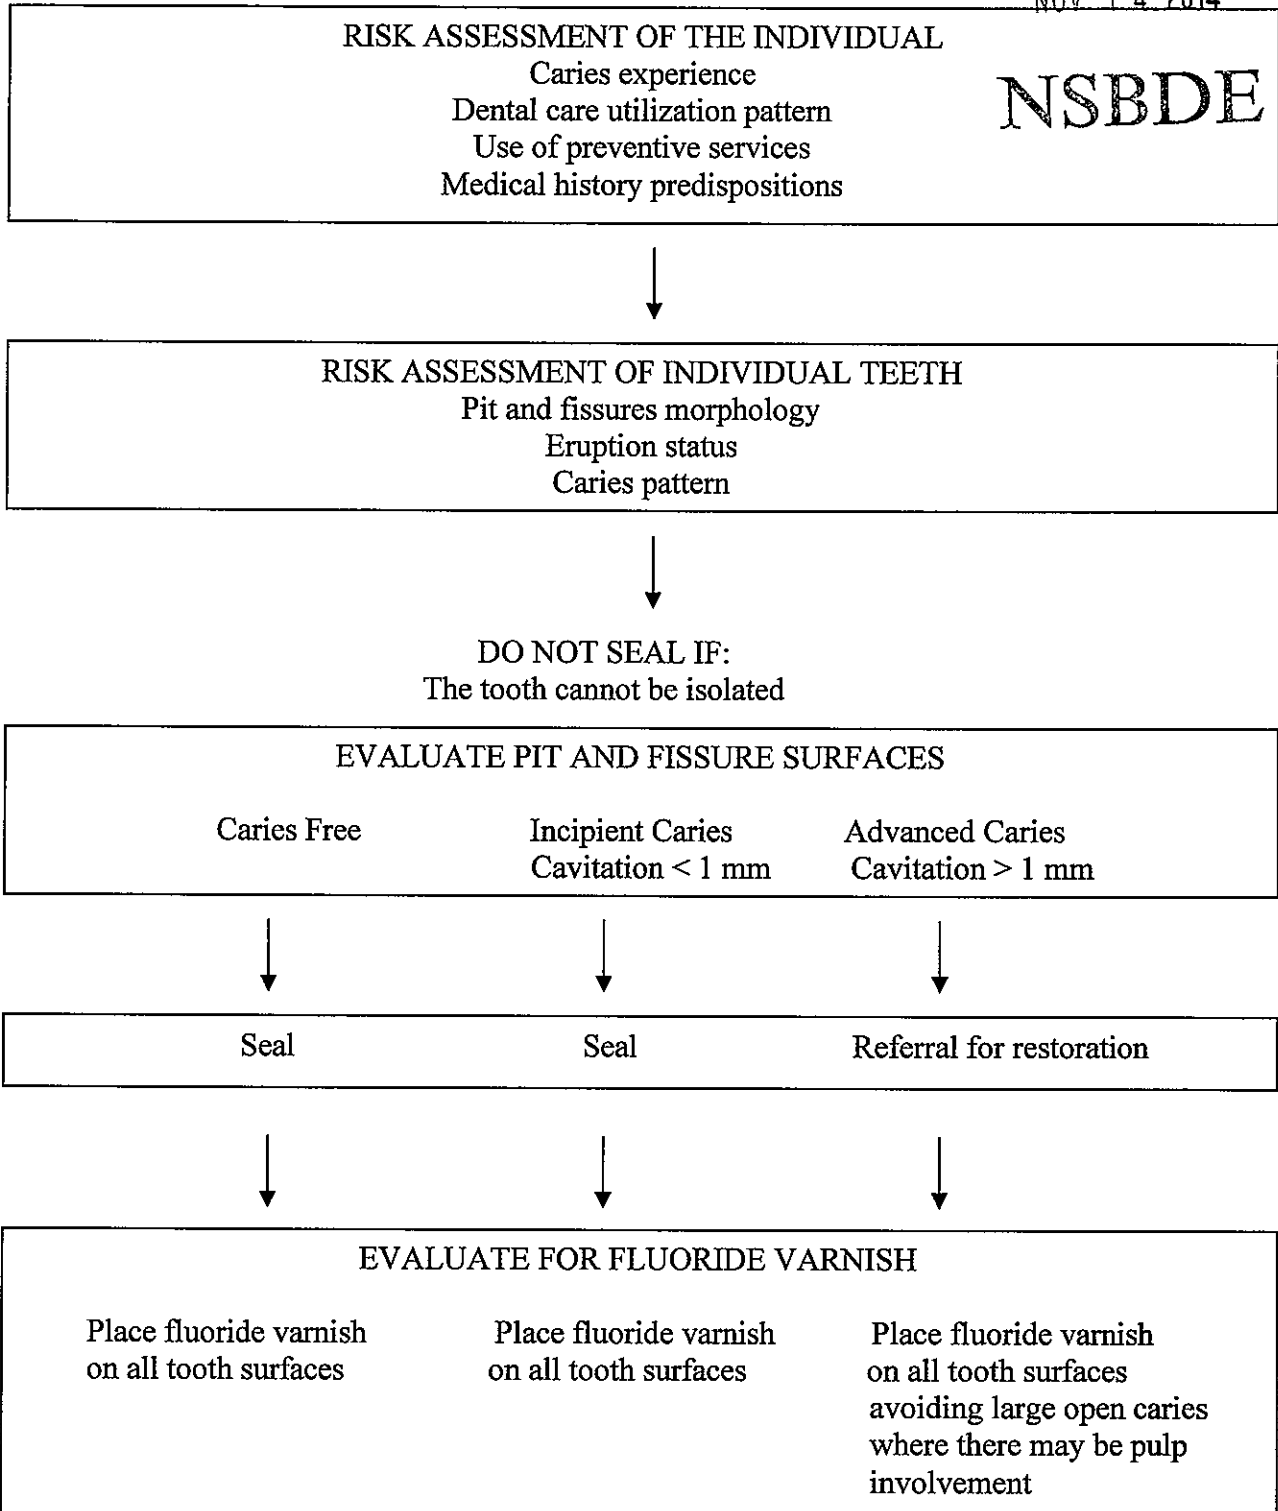 NOV 14 2014
RISK ASSESSMENT OF THE INDIVIDUAL
Caries experience
NSBDE
Dental care utilization pattern
Use of preventive services
Medical history predispositions
RISK ASSESSMENT OF INDIVIDUAL TEETH
Pit and fissures morphology
Eruption status
Caries pattern
DO NOT SEAL IF:
The tooth cannot be isolated
EVALUATE PIT AND FISSURE SURFACES
Caries Free
Incipient Caries
Cavitation < 1 mm
Advanced Caries
Cavitation > 1 mm
Seal
Seal
Referral for restoration
EVALUATE FOR FLUORIDE VARNISH
Place fluoride varnish
on all tooth surfaces
Place fluoride varnish
on all tooth surfaces
Place fluoride varnish
on all tooth surfaces
avoiding large open caries
where there may be pulp
involvement